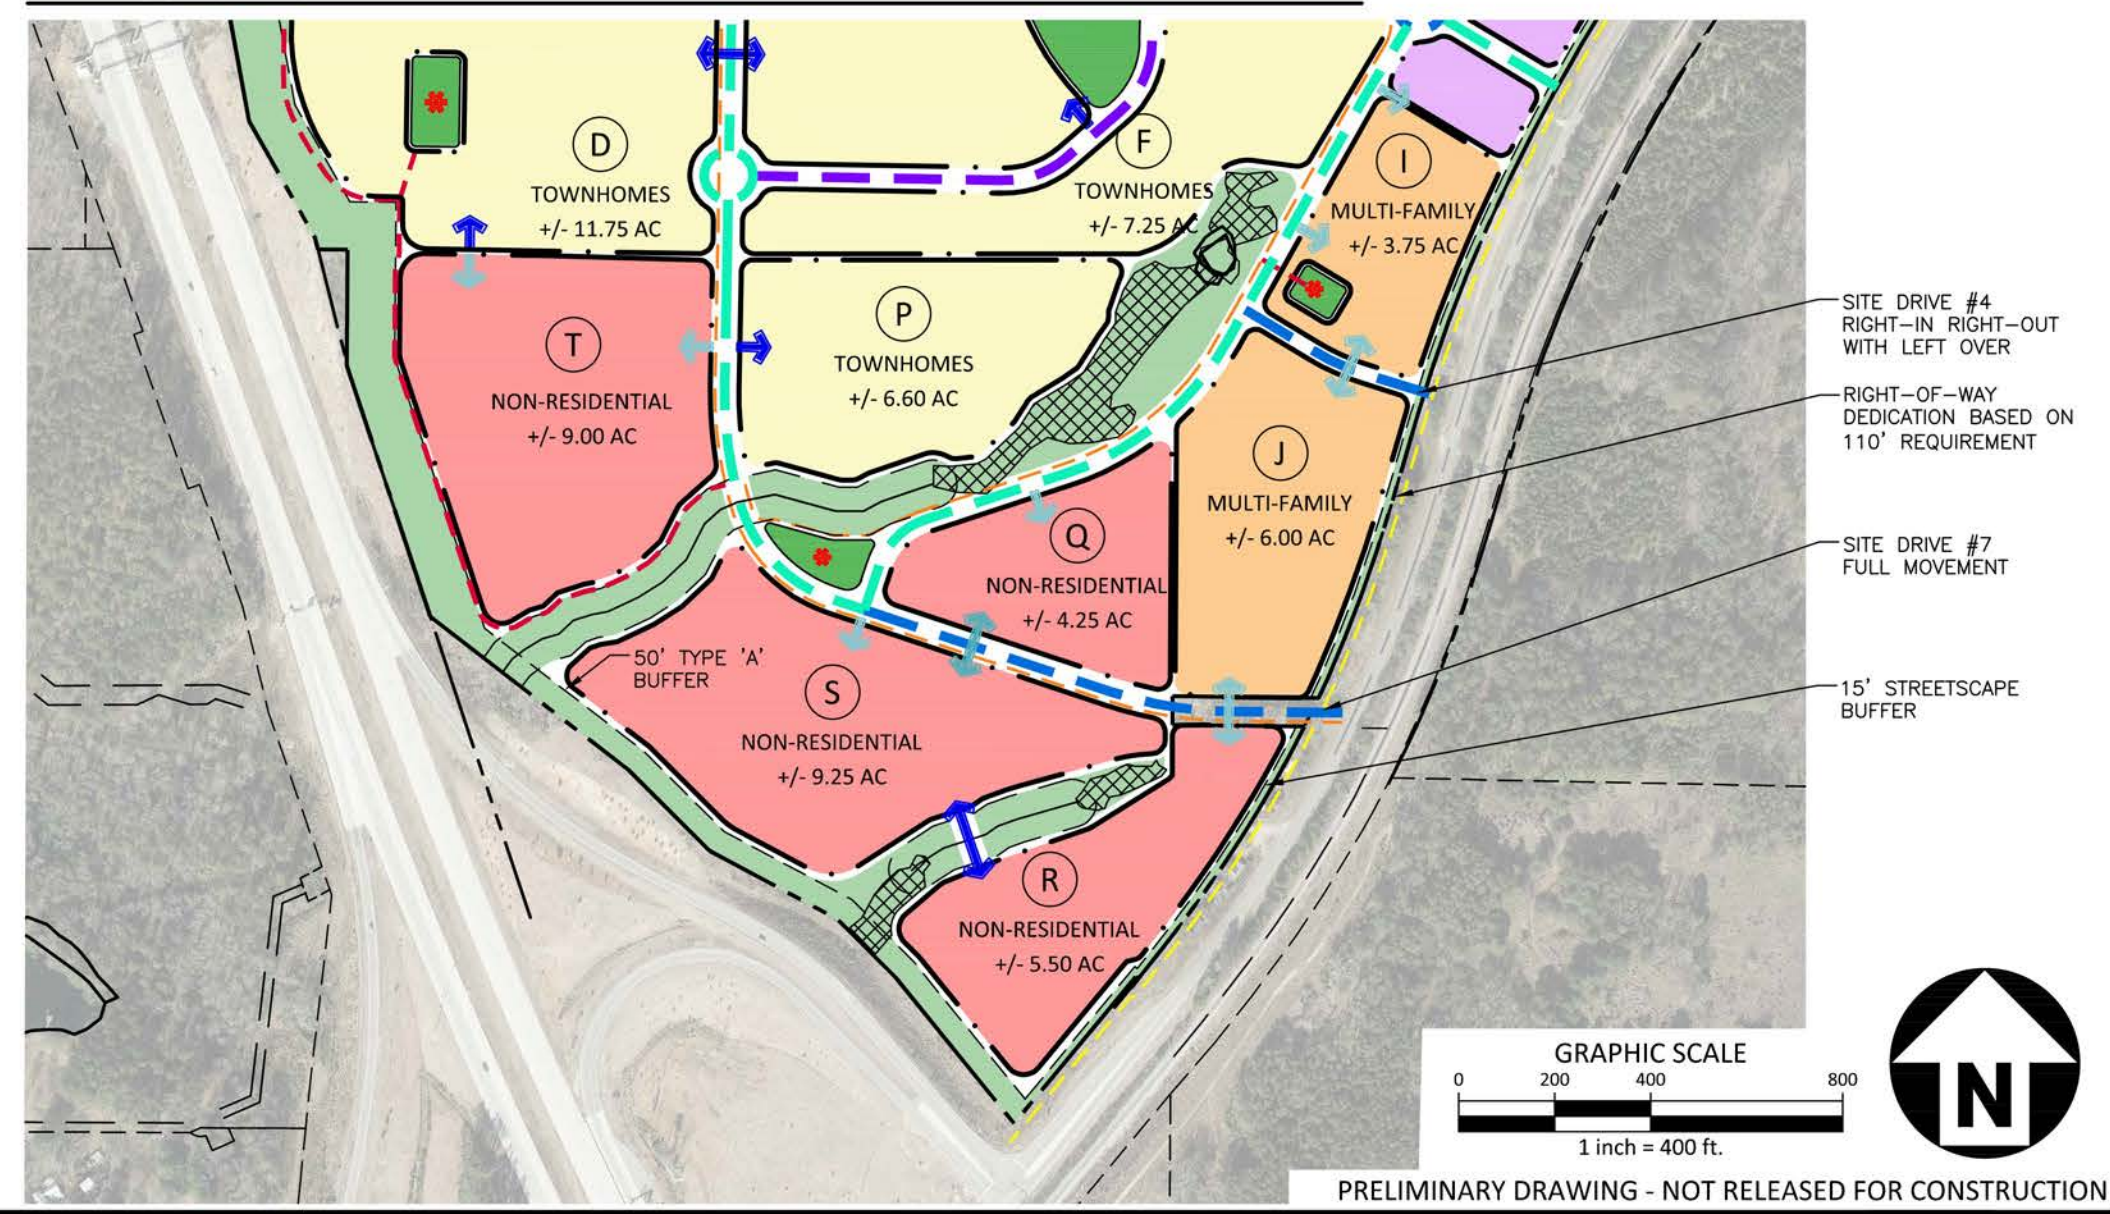 D
TOWNHOMES
+/- 11.75 AC
F
TOWNHOMES
+/- 7.25 AC
I
MULTI-FAMILY
+/- 3.75 AC
T
NON-RESIDENTIAL
+/- 9.00 AC
P
TOWNHOMES
+/- 6.60 AC
J
MULTI-FAMILY
+/- 6.00 AC
Q
NON-RESIDENTIAL
+/- 4.25 AC
50' TYPE 'A'
BUFFER
S
NON-RESIDENTIAL
+/- 9.25 AC
R
NON-RESIDENTIAL
+/- 5.50 AC
SITE DRIVE #4
RIGHT-IN RIGHT-OUT
WITH LEFT OVER
RIGHT-OF-WAY
DEDICATION BASED ON
110' REQUIREMENT
SITE DRIVE #7
FULL MOVEMENT
15' STREETSCAPE
BUFFER
GRAPHIC SCALE
0 200 400 800
1 inch = 400 ft.
N
PRELIMINARY DRAWING - NOT RELEASED FOR CONSTRUCTION